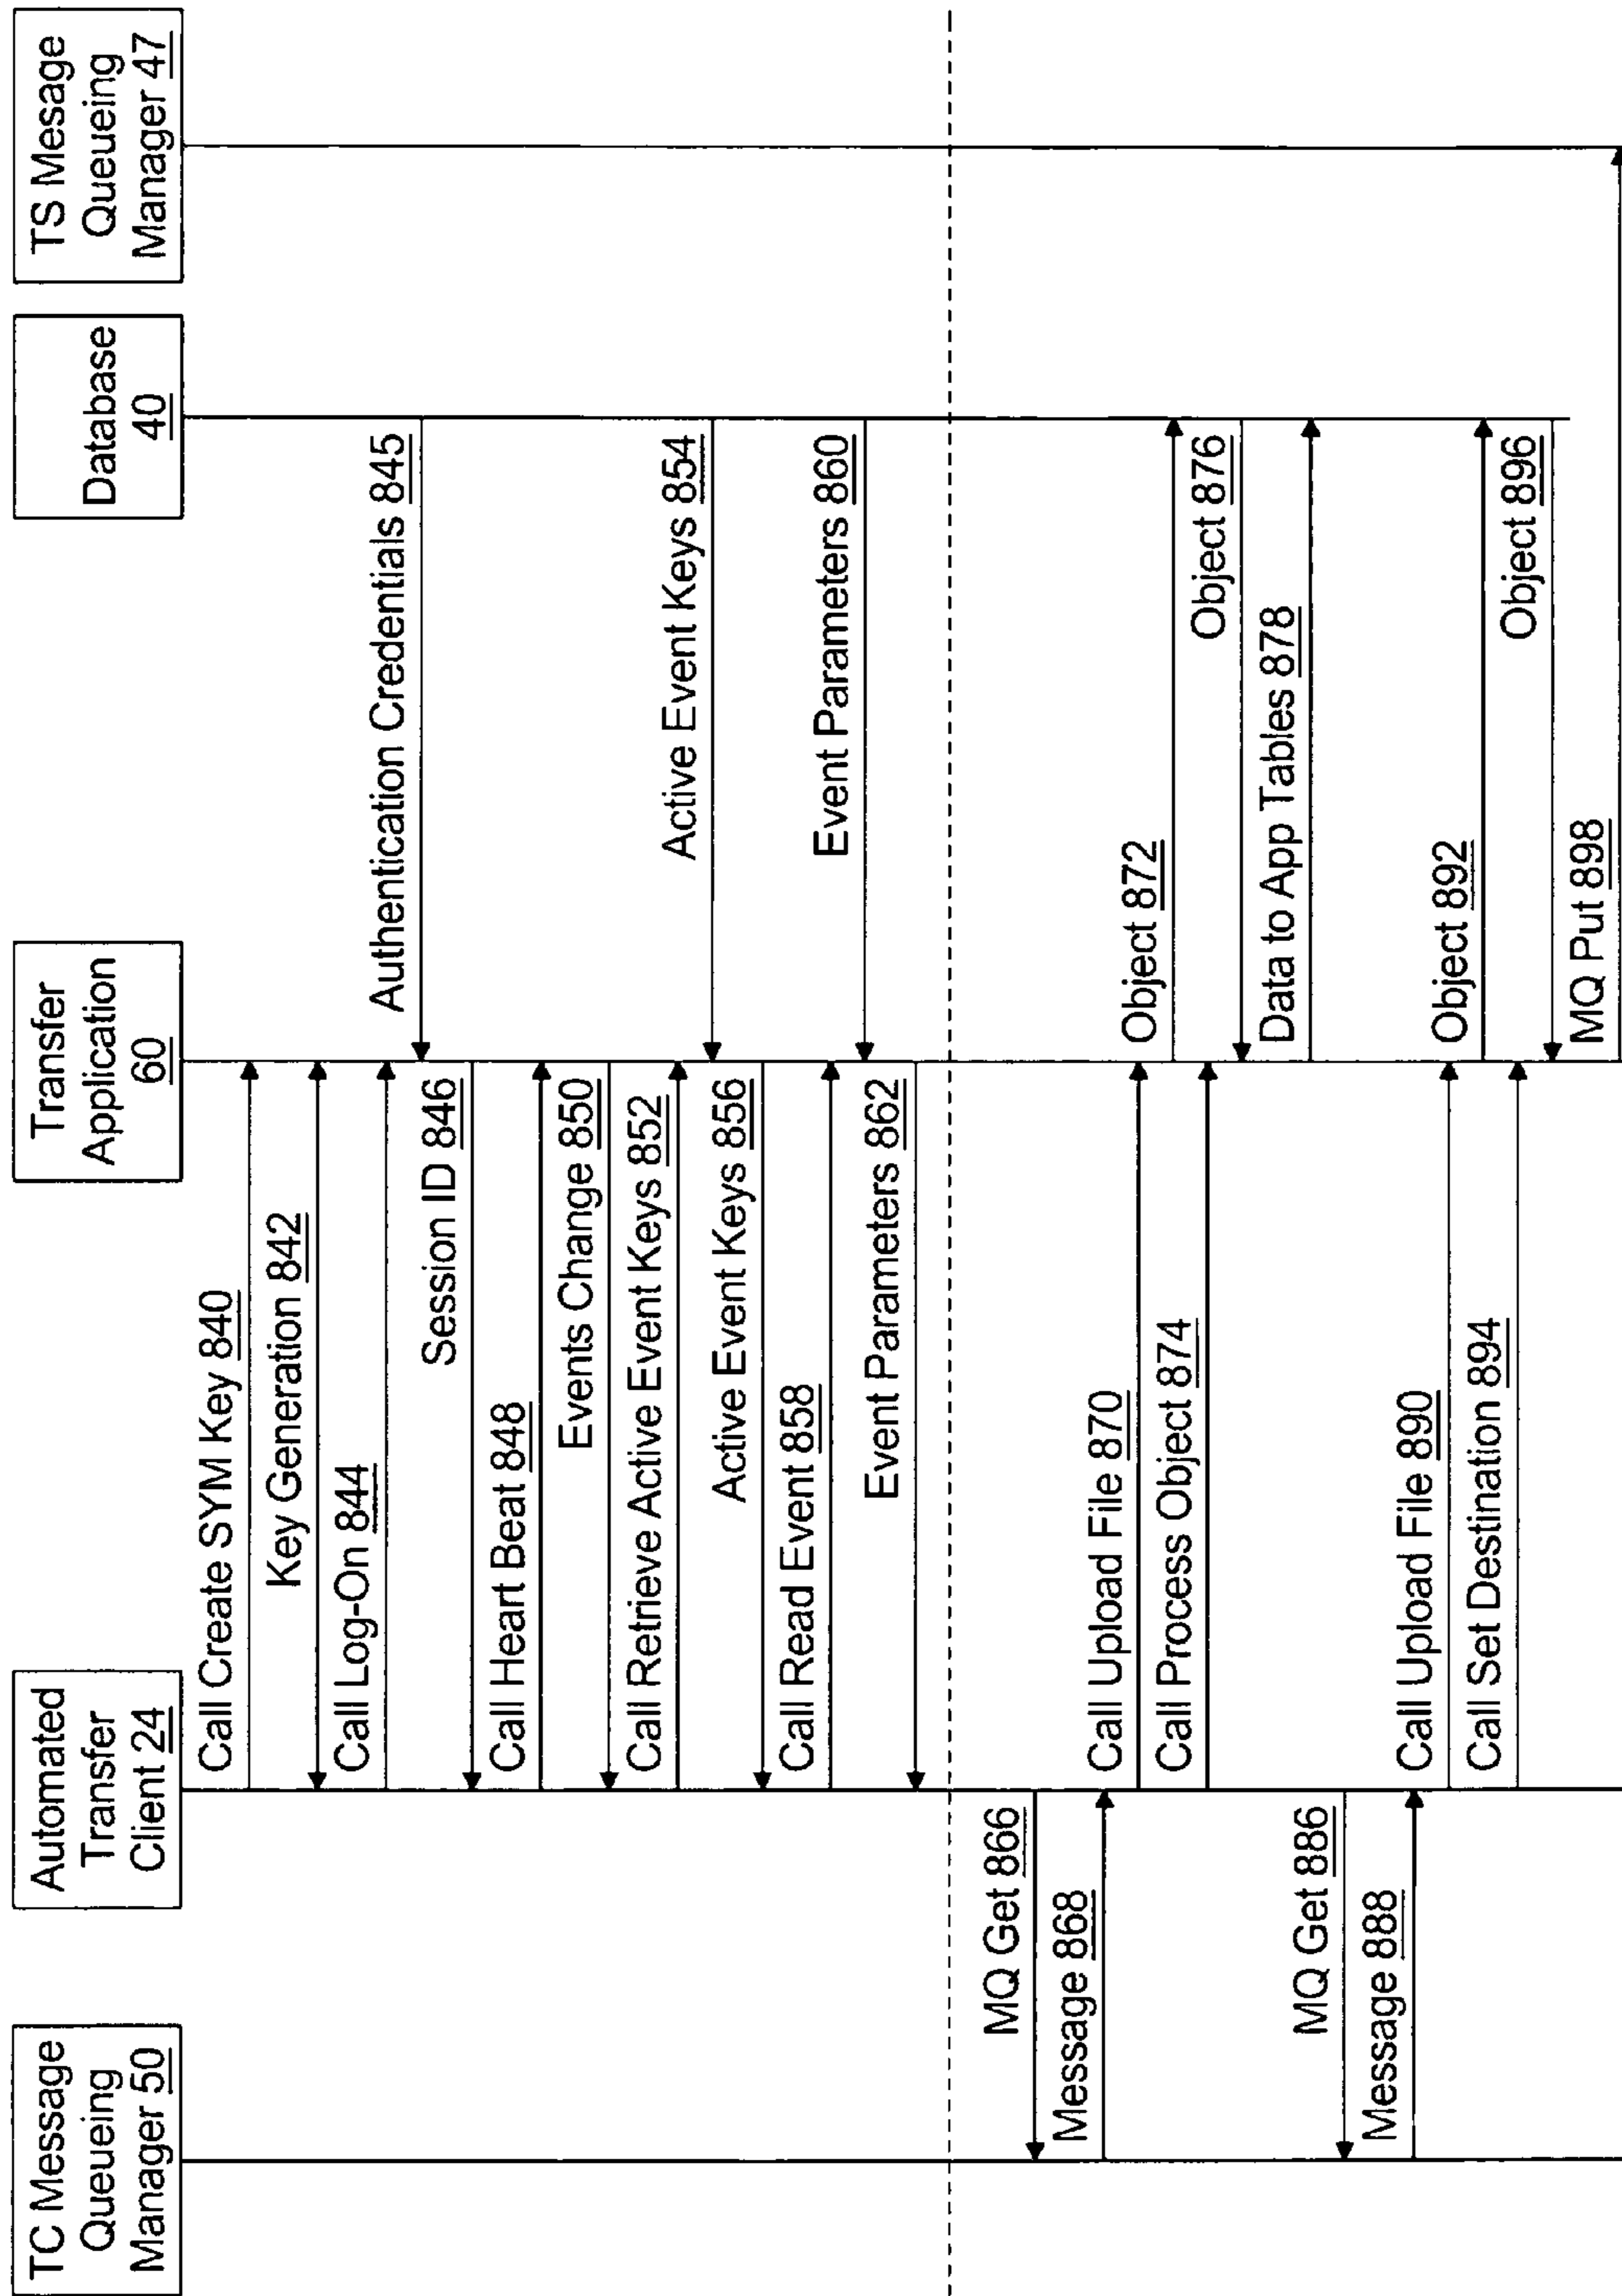 TC Message
Queueing
Manager 50
Automated
Transfer
Client 24
Transfer
Application
60
Database
40
TS Mesage
Queueing
Manager 47
Call Create SYM Key 840
Key Generation 842
Call Log-On 844
Authentication Credentials 845
Session ID 846
Call Heart Beat 848
Events Change 850
Call Retrieve Active Event Keys 852
Active Event Keys 854
Active Event Keys 856
Call Read Event 858
Event Parameters 860
Event Parameters 862
MQ Get 866
Message 868
Call Upload File 870
Object 872
Call Process Object 874
Object 876
Data to App Tables 878
MQ Get 886
Message 888
Call Upload File 890
Object 892
Call Set Destination 894
Object 896
MQ Put 898